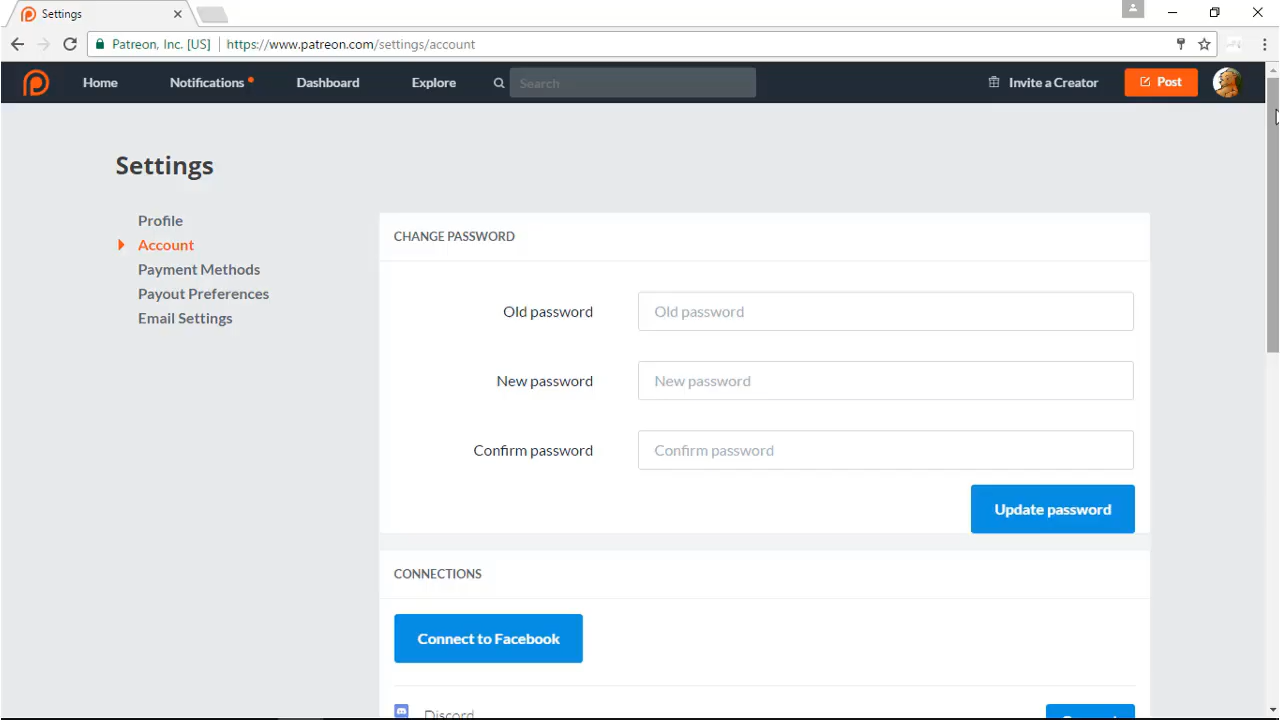 Settings
Patreon, Inc. [US] https://www.patreon.com/settings/account
Home Notifications Dashboard Explore Search Invite a Creator Post
Settings
Profile
Account
Payment Methods
Payout Preferences
Email Settings
CHANGE PASSWORD
Old password Old password
New password New password
Confirm password Confirm password
Update password
CONNECTIONS
Connect to Facebook
Discord